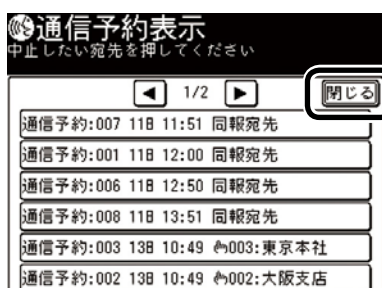 通信予約表示
中止したい宛先を押してください
◀ 1/2 ▶ 閉じる
通信予約:007 11日 11:51 同報宛先
通信予約:001 11日 12:00 同報宛先
通信予約:006 11日 12:50 同報宛先
通信予約:008 11日 13:51 同報宛先
通信予約:003 13日 10:49 003:東京本社
通信予約:002 13日 10:49 002:大阪支店